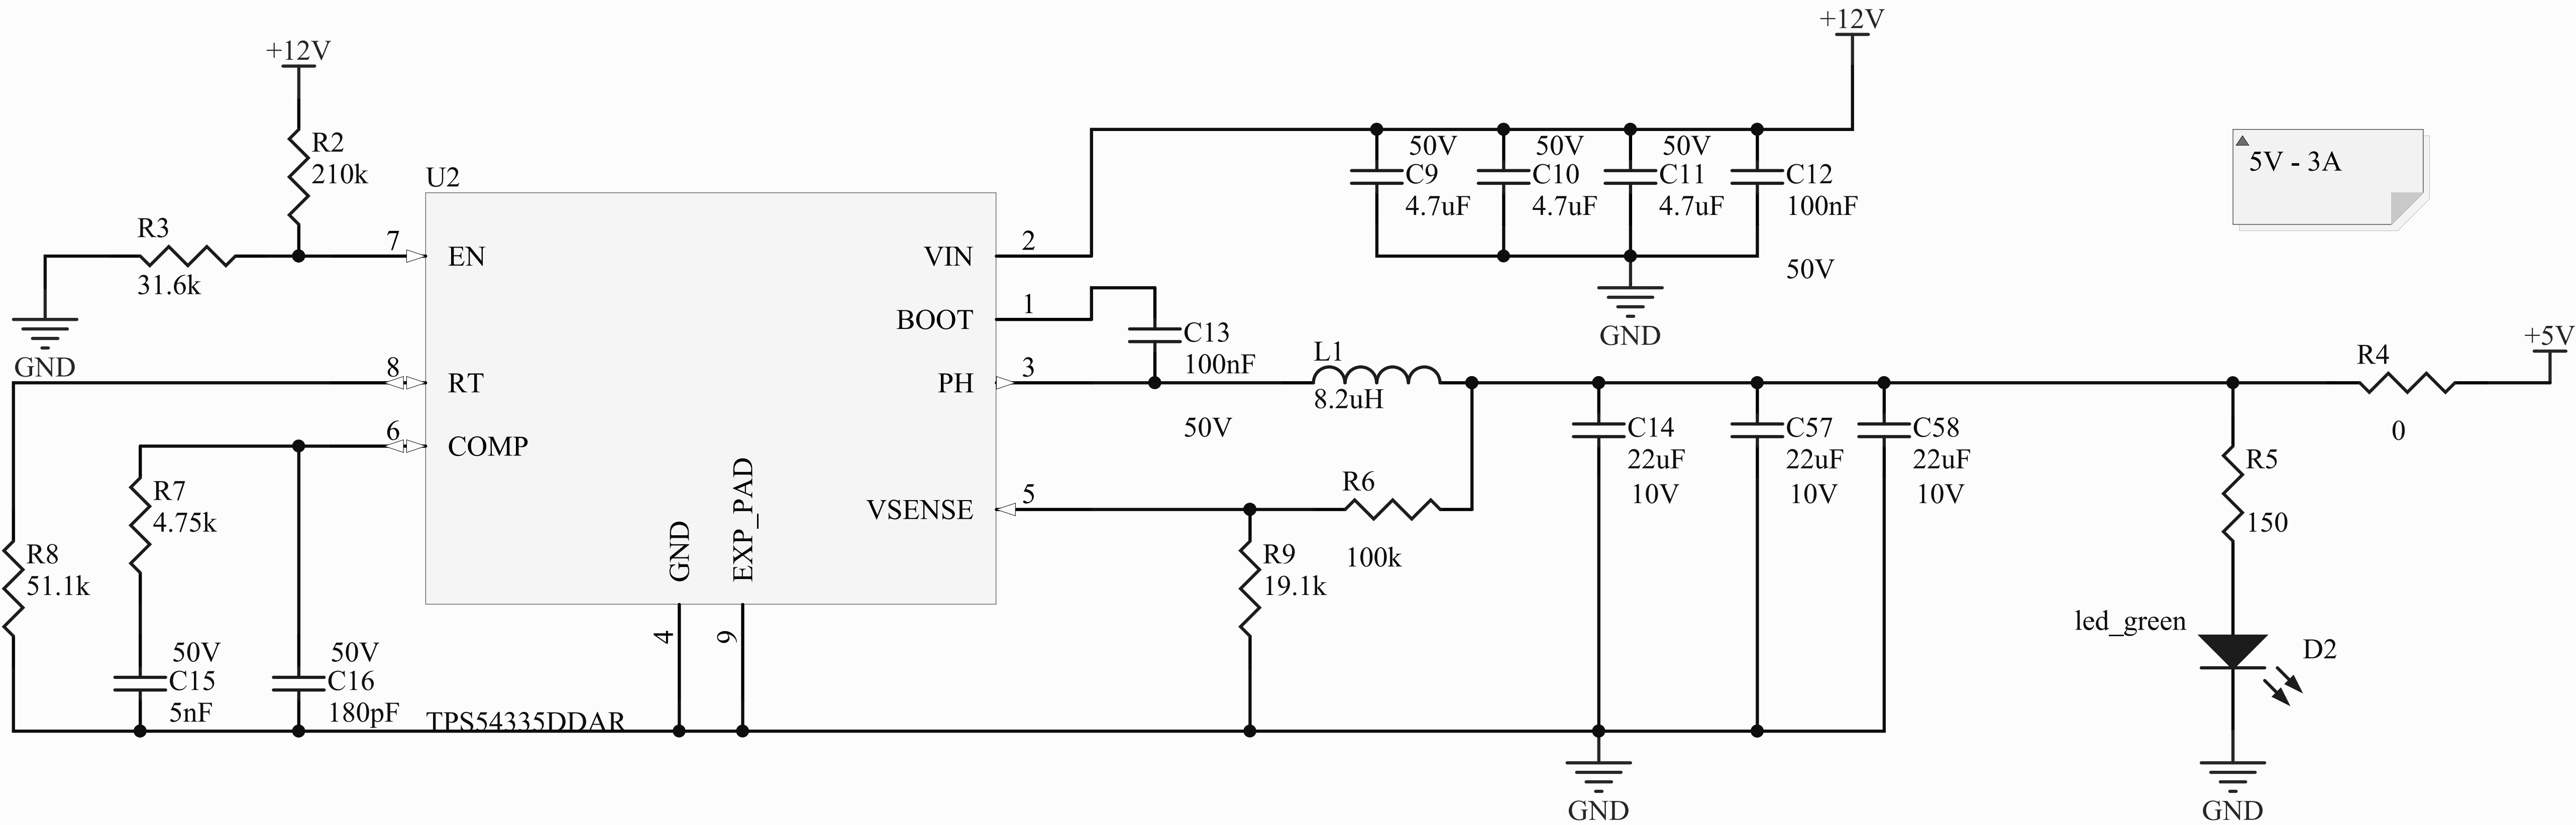 +12V
R2
210k
R3
31.6k
GND
U2
7
EN
8
RT
6
COMP
R7
4.75k
R8
51.1k
50V
C15
5nF
50V
C16
180pF
TPS54335DDAR
GND
4
EXP_PAD
9
VIN
2
BOOT
1
PH
3
VSENSE
5
+12V
50V
C9
4.7uF
50V
C10
4.7uF
50V
C11
4.7uF
C12
100nF
50V
GND
C13
100nF
50V
L1
8.2uH
R6
100k
R9
19.1k
C14
22uF
10V
C57
22uF
10V
C58
22uF
10V
GND
5V - 3A
+5V
R4
0
R5
150
led_green
D2
GND